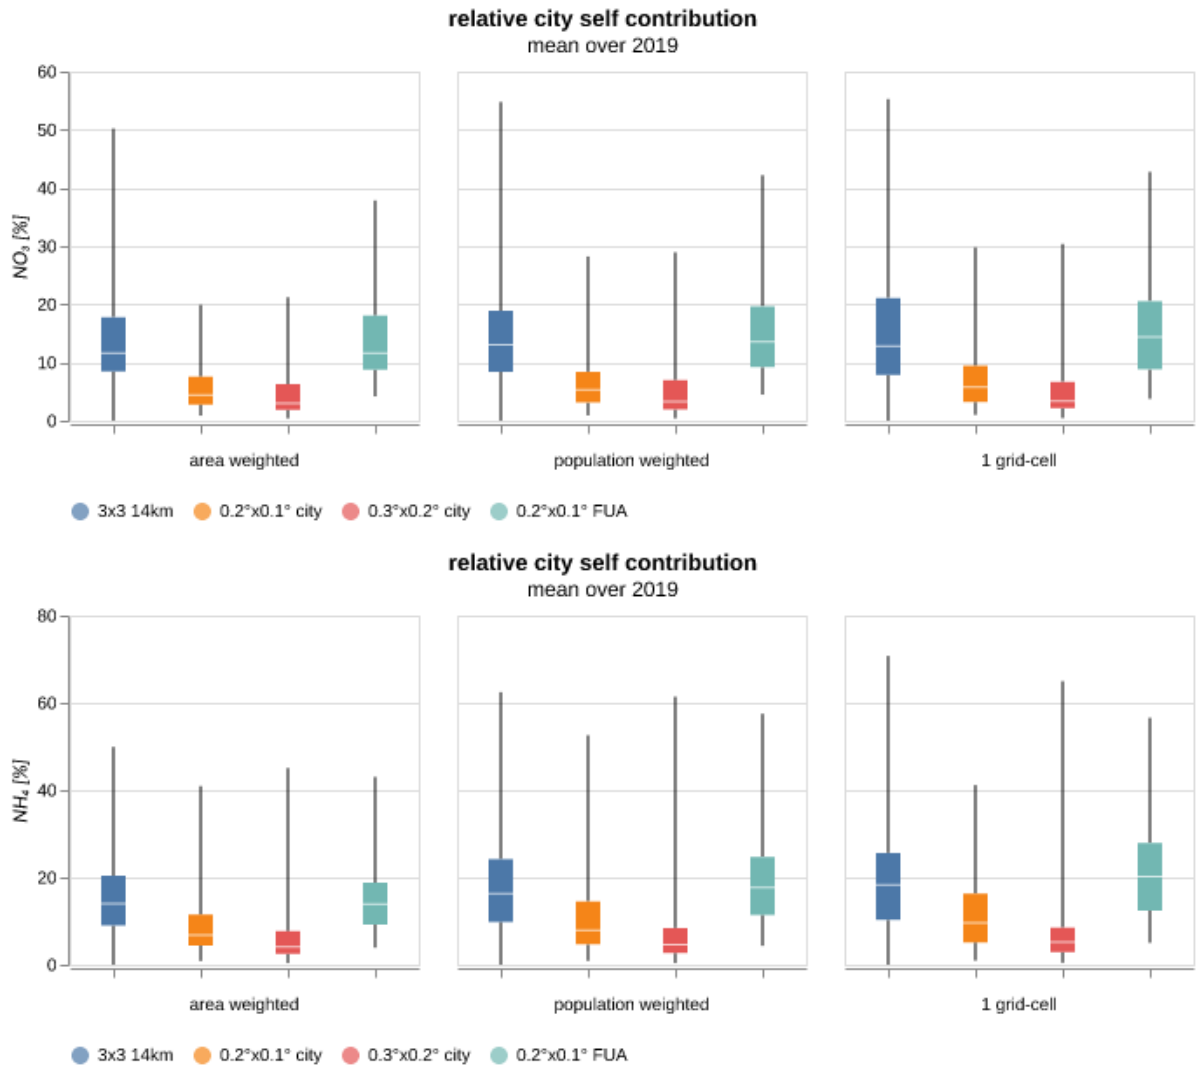 relative city self contribution
mean over 2019
60
50
40
30
20
10
0
NO₃ [%]
area weighted
population weighted
1 grid-cell
3x3 14km
0.2°x0.1° city
0.3°x0.2° city
0.2°x0.1° FUA
relative city self contribution
mean over 2019
80
60
40
20
0
NH₄ [%]
area weighted
population weighted
1 grid-cell
3x3 14km
0.2°x0.1° city
0.3°x0.2° city
0.2°x0.1° FUA